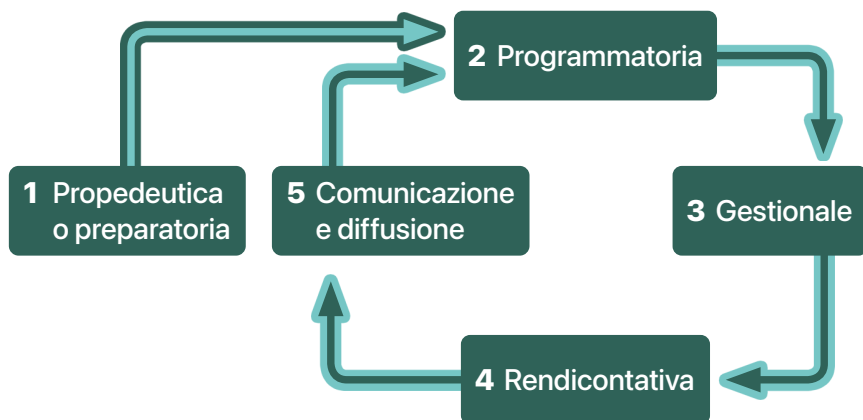 1 Propedeutica
o preparatoria
2 Programmatoria
3 Gestionale
4 Rendicontativa
5 Comunicazione
e diffusione